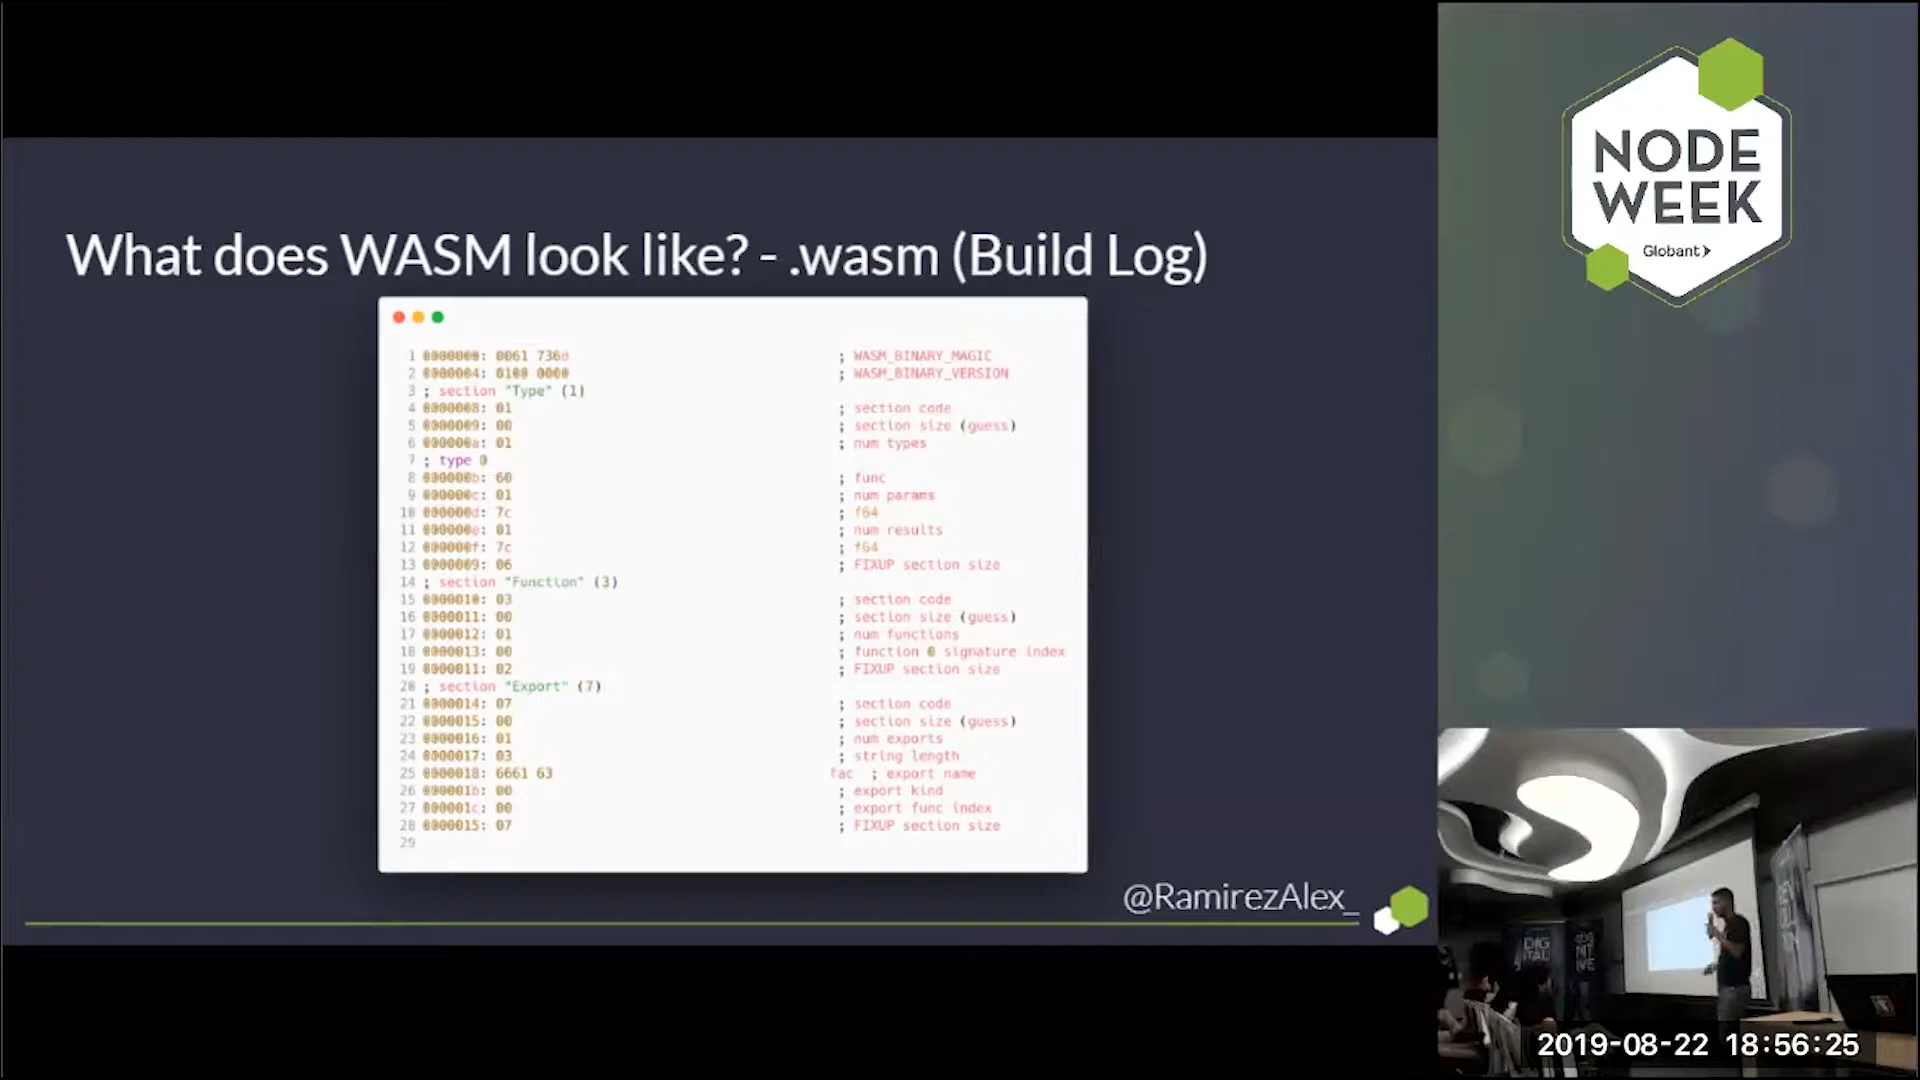 What does WASM look like? - .wasm (Build Log)
1 0000000: 0061 736d ; WASM_BINARY_MAGIC
2 0000004: 0100 0000 ; WASM_BINARY_VERSION
3 ; section "Type" (1)
4 0000008: 01 ; section code
5 0000009: 00 ; section size (guess)
6 000000a: 01 ; num types
7 ; type 0
8 000000b: 60 ; func
9 000000c: 01 ; num params
10 000000d: 7c ; f64
11 000000e: 01 ; num results
12 000000f: 7c ; f64
13 0000009: 06 ; FIXUP section size
14 ; section "Function" (3)
15 0000010: 03 ; section code
16 0000011: 00 ; section size (guess)
17 0000012: 01 ; num functions
18 0000013: 00 ; function 0 signature index
19 0000011: 02 ; FIXUP section size
20 ; section "Export" (7)
21 0000014: 07 ; section code
22 0000015: 00 ; section size (guess)
23 0000016: 01 ; num exports
24 0000017: 03 ; string length
25 0000018: 6661 63 fac ; export name
26 000001b: 00 ; export kind
27 000001c: 00 ; export func index
28 0000015: 07 ; FIXUP section size
29
@RamirezAlex_
NODE
WEEK
Globant
DIG
ITAL
2019-08-22 18:56:25